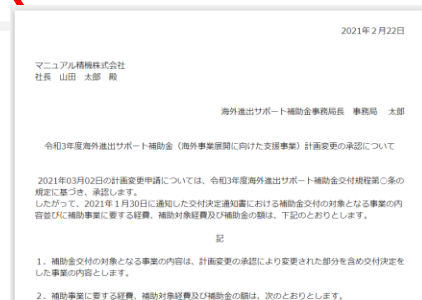 2021年2月22日
マニュアル精機株式会社
社長 山田 太郎 殿
海外進出サポート補助金事務局長 事務局 太郎
令和3年度海外進出サポート補助金（海外事業展開に向けた支援事業）計画変更の承認について
2021年03月02日の計画変更申請については、令和3年度海外進出サポート補助金交付規程第○条の
規定に基づき、承認します。
したがって、2021年1月30日に通知した交付決定通知書における補助金交付の対象となる事業の内
容並びに補助事業に要する経費、補助対象経費及び補助金の額は、下記のとおりとします。
記
1．補助金交付の対象となる事業の内容は、計画変更の承認により変更された部分を含め交付決定を
した事業の内容とします。
2．補助事業に要する経費、補助対象経費及び補助金の額は、次のとおりとします。